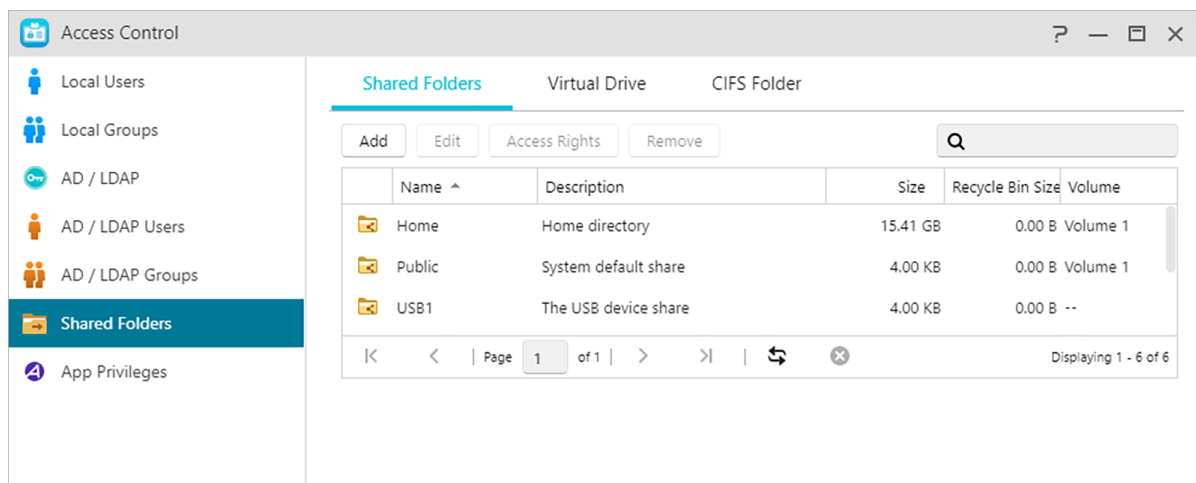 Access Control
Local Users
Local Groups
AD / LDAP
AD / LDAP Users
AD / LDAP Groups
Shared Folders
App Privileges
Shared Folders Virtual Drive CIFS Folder
Add Edit Access Rights Remove
Name Description Size Recycle Bin Size Volume
Home Home directory 15.41 GB 0.00 B Volume 1
Public System default share 4.00 KB 0.00 B Volume 1
USB1 The USB device share 4.00 KB 0.00 B --
Page 1 of 1 Displaying 1 - 6 of 6